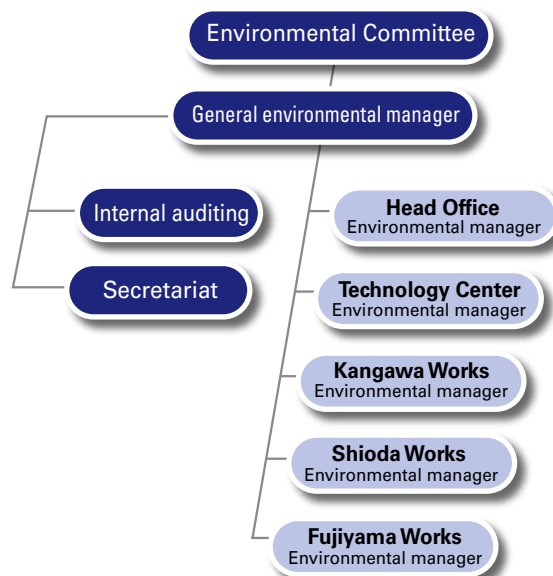 Environmental Committee
General environmental manager
Internal auditing
Secretariat
Head Office
Environmental manager
Technology Center
Environmental manager
Kangawa Works
Environmental manager
Shioda Works
Environmental manager
Fujiyama Works
Environmental manager